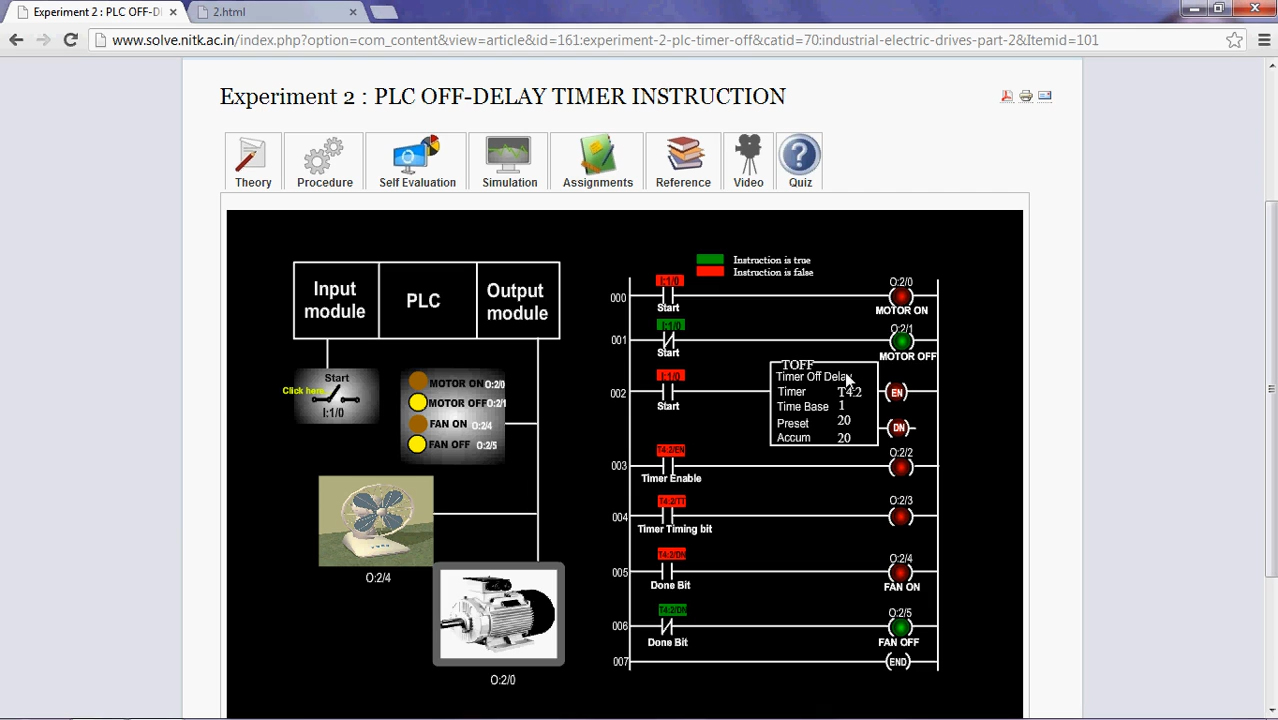 Experiment 2 : PLC OFF-D
2.html
www.solve.nitk.ac.in/index.php?option=com_content&view=article&id=161:experiment-2-plc-timer-off&catid=70:industrial-electric-drives-part-2&Itemid=101
Experiment 2 : PLC OFF-DELAY TIMER INSTRUCTION
Theory
Procedure
Self Evaluation
Simulation
Assignments
Reference
Video
Quiz
Input module
PLC
Output module
Start
Click here
I:1/0
MOTOR ON O:2/0
MOTOR OFF O:2/1
FAN ON O:2/4
FAN OFF O:2/5
O:2/4
O:2/0
Instruction is true
Instruction is false
000
I:1/0
Start
O:2/0
MOTOR ON
001
I:1/0
Start
O:2/1
MOTOR OFF
002
I:1/0
Start
TOFF
Timer Off Delay
Timer T4:2
Time Base 1
Preset 20
Accum 20
EN
DN
003
T4:2/EN
Timer Enable
O:2/2
004
T4:2/TT
Timer Timing bit
O:2/3
005
T4:2/DN
Done Bit
O:2/4
FAN ON
006
T4:2/DN
Done Bit
O:2/5
FAN OFF
007
END